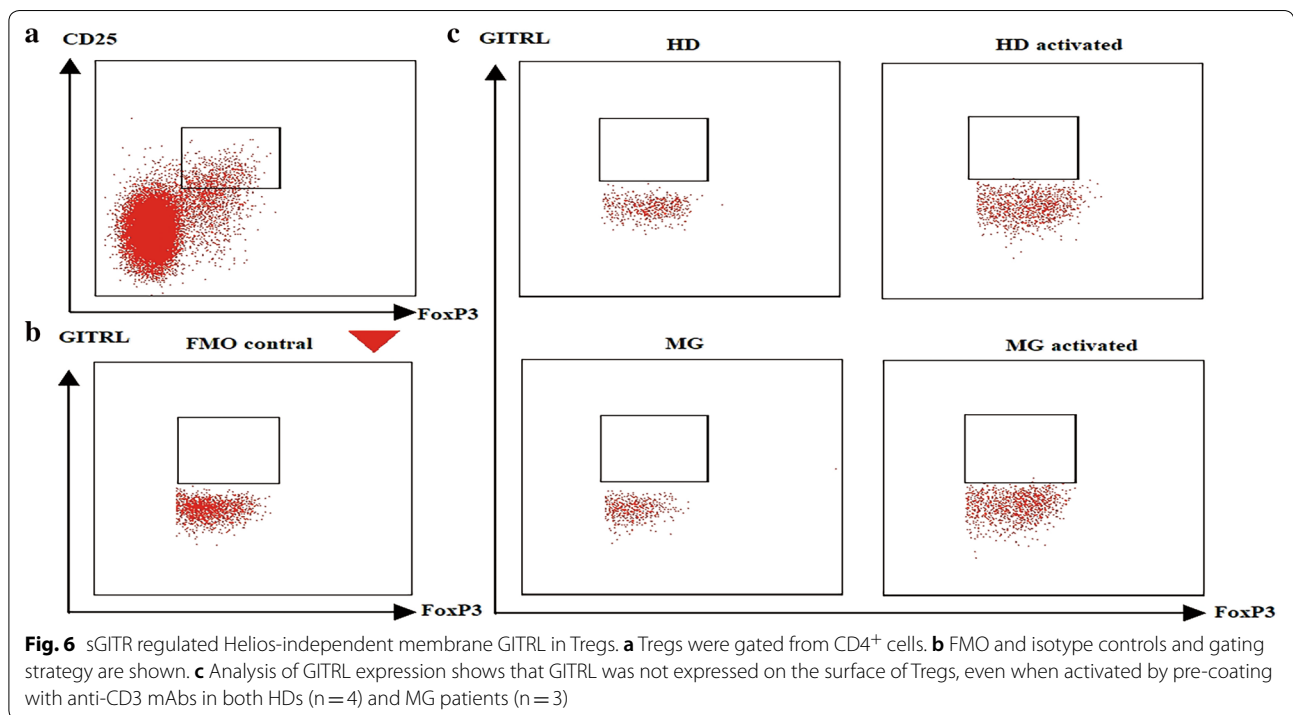 a
CD25
FoxP3
b
GITRL
FMO contral
FoxP3
c
GITRL
HD
HD activated
MG
MG activated
FoxP3
Fig. 6 sGITR regulated Helios-independent membrane GITRL in Tregs. a Tregs were gated from CD4⁺ cells. b FMO and isotype controls and gating
strategy are shown. c Analysis of GITRL expression shows that GITRL was not expressed on the surface of Tregs, even when activated by pre-coating
with anti-CD3 mAbs in both HDs (n = 4) and MG patients (n = 3)